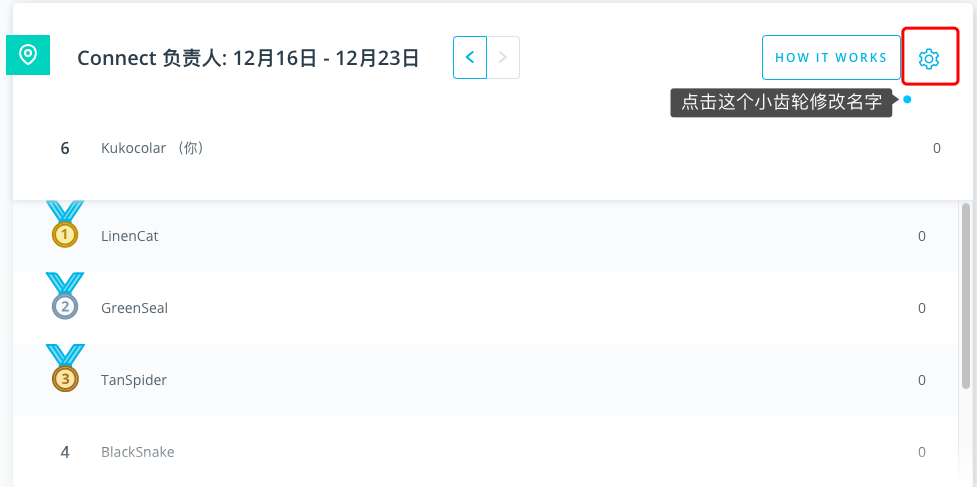 Connect 负责人: 12月16日 - 12月23日
HOW IT WORKS
点击这个小齿轮修改名字
6 Kukocolar （你） 0
1 LinenCat 0
2 GreenSeal 0
3 TanSpider 0
4 BlackSnake 0